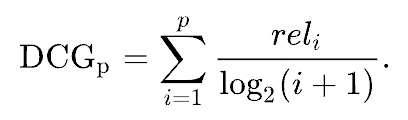 DCG_p = \sum_{i=1}^{p} \frac{rel_i}{\log_2(i + 1)}.